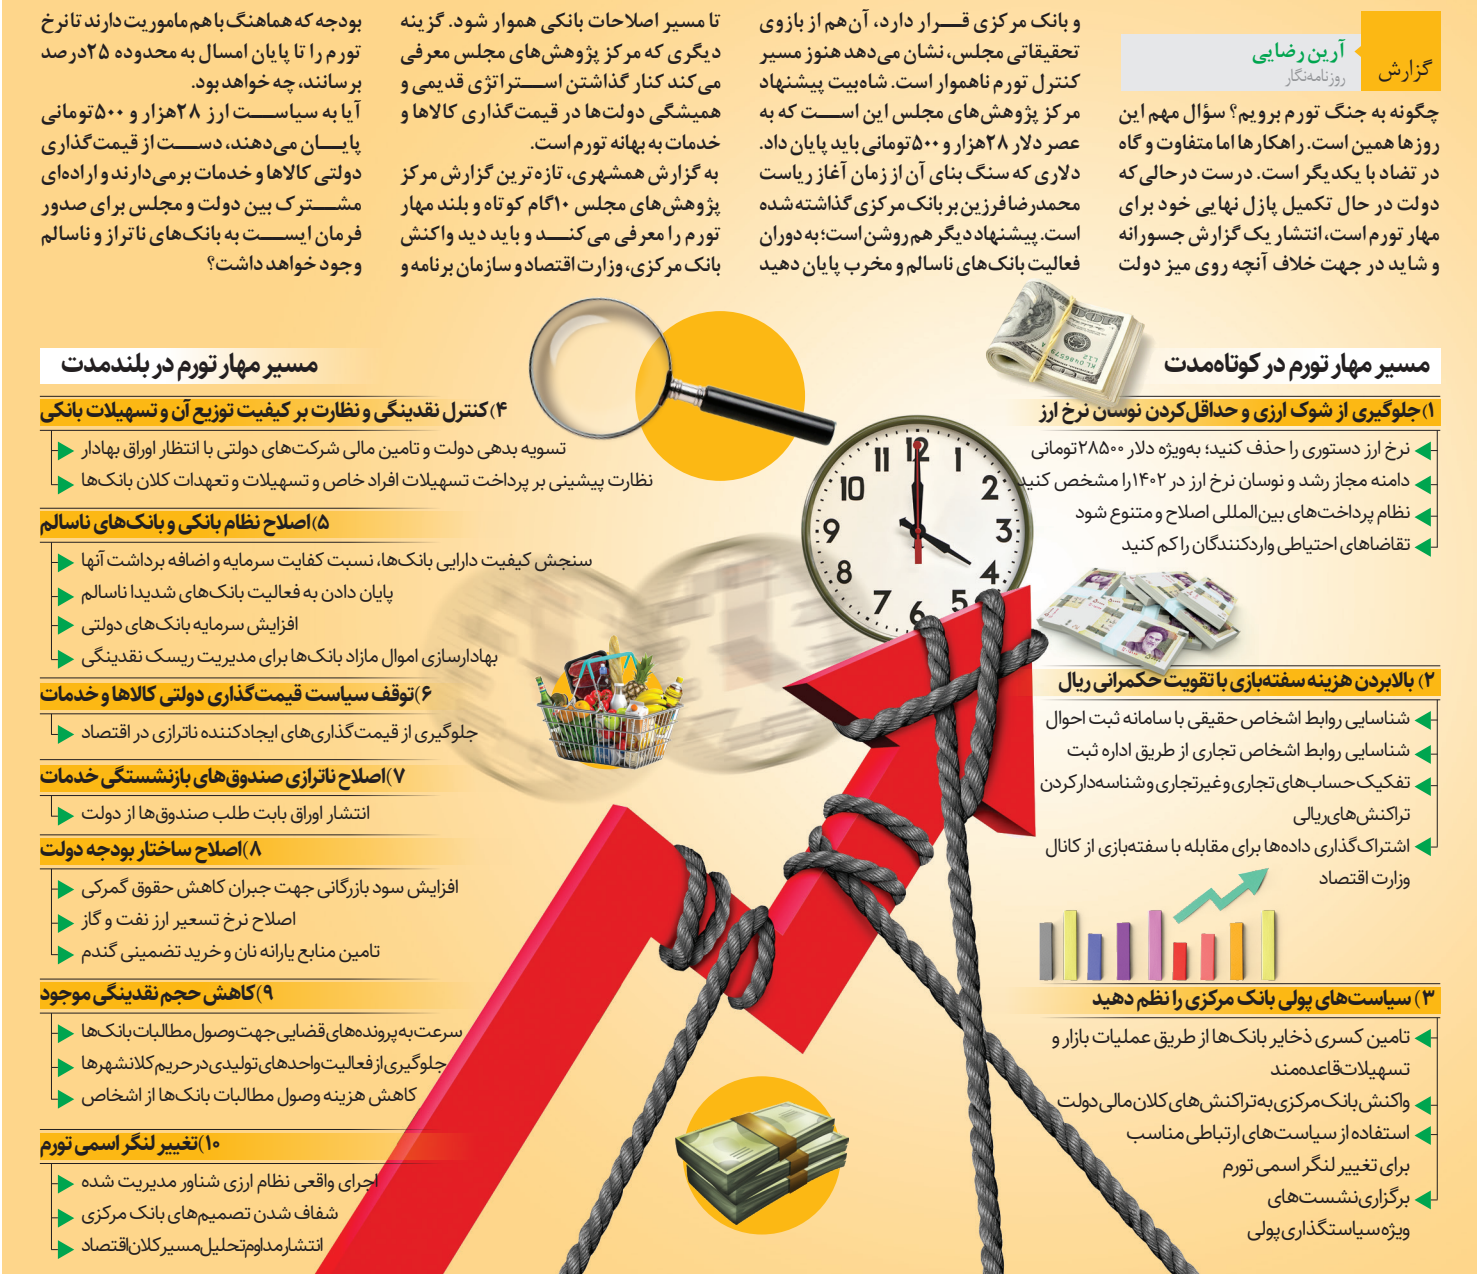 گزارش
آرین رضایی
روزنامه‌نگار
چگونه به جنگ تورم برویم؟ سؤال مهم این
روزها همین است. راهکارها اما متفاوت و گاه
در تضاد با یکدیگر است. درست در حالی که
دولت در حال تکمیل پازل نهایی خود برای
مهار تورم است، انتشار یک گزارش جسورانه
و شاید در جهت خلاف آنچه روی میز دولت
و بانک مرکزی قــــرار دارد، آن هم از بازوی
تحقیقاتی مجلس، نشان می‌دهد هنوز مسیر
کنترل تورم ناهموار است. شاه‌بیت پیشنهاد
مرکز پژوهش‌های مجلس این اســـت که به
عصر دلار ۲۸هزار و ۵۰۰تومانی باید پایان داد.
دلاری که سنگ بنای آن از زمان آغاز ریاست
محمدرضا فرزین بر بانک مرکزی گذاشته شده
است. پیشنهاد دیگر هم روشن است؛ به دوران
فعالیت بانک‌های ناسالم و مخرب پایان دهید
تا مسیر اصلاحات بانکی هموار شود. گزینه
دیگری که مرکز پژوهش‌های مجلس معرفی
می‌کند کنار گذاشتن اســـتراتژی قدیمی و
همیشگی دولت‌ها در قیمت‌گذاری کالاها و
خدمات به بهانه تورم است.
به گزارش همشهری، تازه‌ترین گزارش مرکز
پژوهش‌های مجلس ۱۰گام کوتاه و بلند مهار
تورم را معرفی می‌کنـــد و باید دید واکنش
بانک مرکزی، وزارت اقتصاد و سازمان برنامه و
بودجه که هماهنگ با هم ماموریت دارند تا نرخ
تورم را تا پایان امسال به محدوده ۲۵درصد
برسانند، چه خواهد بود.
آیا به سیاســـت ارز ۲۸هزار و ۵۰۰تومانی
پایـــان می‌دهند، دســـت از قیمت‌گذاری
دولتی کالاها و خدمات برمی‌دارند و اراده‌ای
مشـــترک بین دولت و مجلس برای صدور
فرمان ایســـت به بانک‌های ناتراز و ناسالم
وجود خواهد داشت؟
مسیر مهار تورم در کوتاه‌مدت
۱)جلوگیری از شوک ارزی و حداقل‌کردن نوسان نرخ ارز
نرخ ارز دستوری را حذف کنید؛ به‌ویژه دلار ۲۸۵۰۰تومانی
دامنه مجاز رشد و نوسان نرخ ارز در ۱۴۰۲را مشخص کنید
نظام پرداخت‌های بین‌المللی اصلاح و متنوع شود
تقاضاهای احتیاطی واردکنندگان را کم کنید
۲) بالابردن هزینه سفته‌بازی با تقویت حکمرانی ریال
شناسایی روابط اشخاص حقیقی با سامانه ثبت احوال
شناسایی روابط اشخاص تجاری از طریق اداره ثبت
تفکیک حساب‌های تجاری و غیرتجاری و شناسه‌دارکردن
تراکنش‌های‌ریالی
اشتراک‌گذاری داده‌ها برای مقابله با سفته‌بازی از کانال
وزارت اقتصاد
۳) سیاست‌های پولی بانک مرکزی را نظم دهید
تامین کسری ذخایر بانک‌ها از طریق عملیات بازار و
تسهیلات قاعده‌مند
واکنش بانک مرکزی به تراکنش‌های کلان مالی دولت
استفاده از سیاست‌های ارتباطی مناسب
برای تغییر لنگر اسمی تورم
برگزاری نشست‌های
ویژه سیاستگذاری پولی
مسیر مهار تورم در بلندمدت
۴)کنترل نقدینگی و نظارت بر کیفیت توزیع آن و تسهیلات بانکی
تسویه بدهی دولت و تامین مالی شرکت‌های دولتی با انتظار اوراق بهادار
نظارت پیشینی بر پرداخت تسهیلات افراد خاص و تسهیلات و تعهدات کلان بانک‌ها
۵)اصلاح نظام بانکی و بانک‌های ناسالم
سنجش کیفیت دارایی بانک‌ها، نسبت کفایت سرمایه و اضافه برداشت آنها
پایان دادن به فعالیت بانک‌های شدیدا ناسالم
افزایش سرمایه بانک‌های دولتی
بهادارسازی اموال مازاد بانک‌ها برای مدیریت ریسک نقدینگی
۶)توقف سیاست قیمت‌گذاری دولتی کالاها و خدمات
جلوگیری از قیمت‌گذاری‌های ایجادکننده ناترازی در اقتصاد
۷)اصلاح ناترازی صندوق‌های بازنشستگی خدمات
انتشار اوراق بابت طلب صندوق‌ها از دولت
۸)اصلاح ساختار بودجه دولت
افزایش سود بازرگانی جهت جبران کاهش حقوق گمرکی
اصلاح نرخ تسعیر ارز نفت و گاز
تامین منابع یارانه نان و خرید تضمینی گندم
۹)کاهش حجم نقدینگی موجود
سرعت به پرونده‌های قضایی جهت وصول مطالبات بانک‌ها
جلوگیری از فعالیت واحدهای تولیدی در حریم کلانشهرها
کاهش هزینه وصول مطالبات بانک‌ها از اشخاص
۱۰)تغییر لنگر اسمی تورم
اجرای واقعی نظام ارزی شناور مدیریت شده
شفاف شدن تصمیم‌های بانک مرکزی
انتشار مداوم تحلیل مسیر کلان اقتصاد
12
11
1
10
2
9
3
8
4
7
5
6